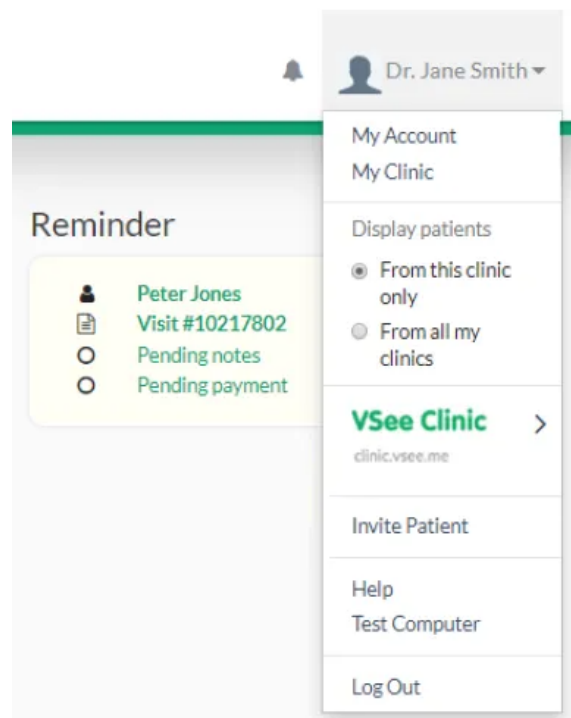 Dr. Jane Smith
My Account
My Clinic
Reminder
Display patients
Peter Jones
Visit #10217802
Pending notes
Pending payment
From this clinic
only
From all my
clinics
VSee Clinic
clinic.vsee.me
Invite Patient
Help
Test Computer
Log Out